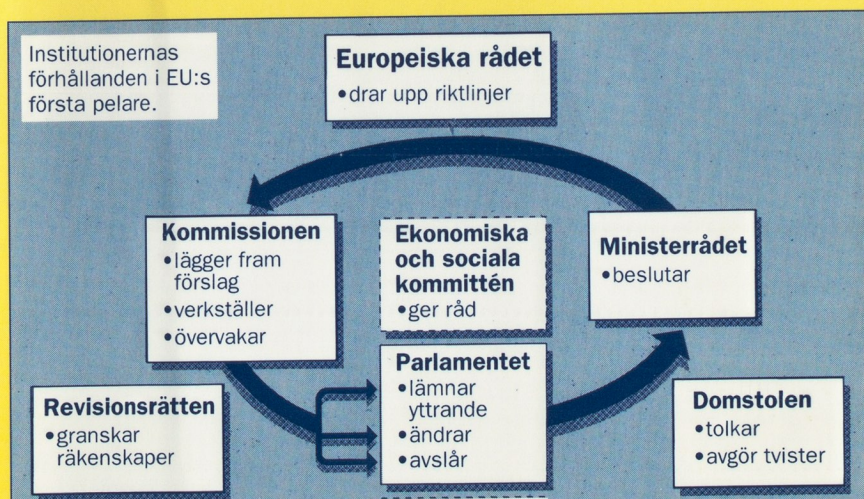 Institutionernas
förhållanden i EU:s
första pelare.
Europeiska rådet
•drar upp riktlinjer
Kommissionen
•lägger fram
förslag
•verkställer
•övervakar
Ekonomiska
och sociala
kommittén
•ger råd
Ministerrådet
•beslutar
Parlamentet
•lämnar
yttrande
•ändrar
•avslår
Revisionsrätten
•granskar
räkenskaper
Domstolen
•tolkar
•avgör tvister